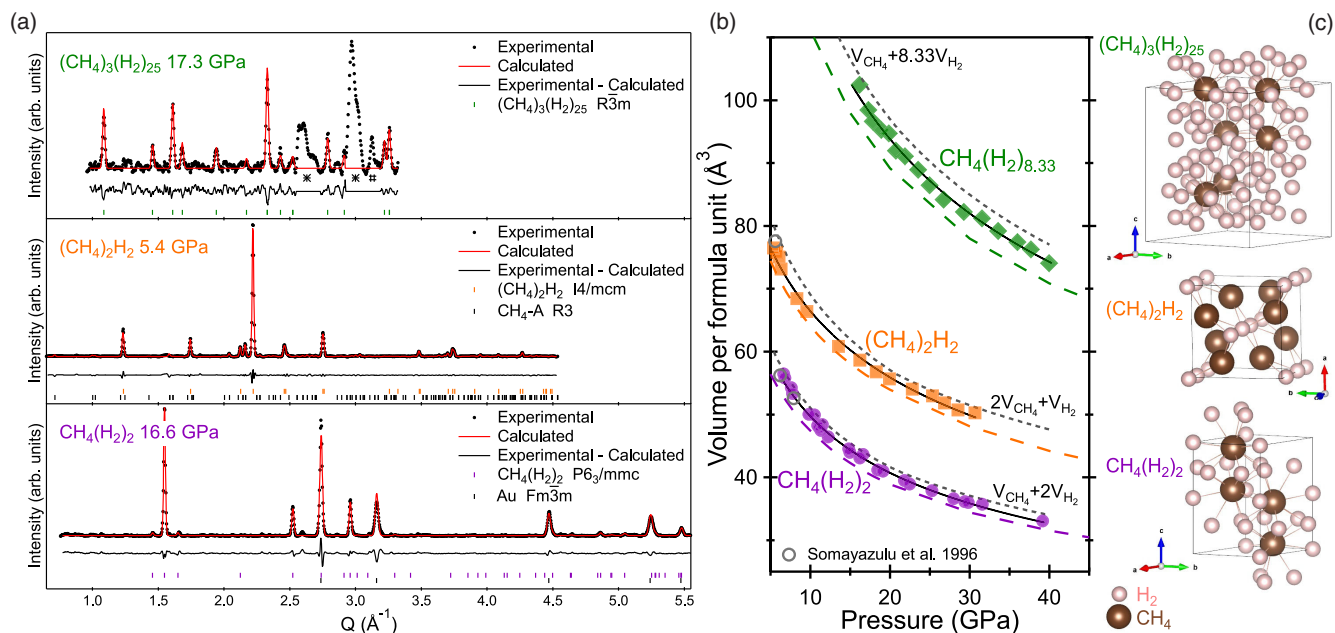 (a)
(CH4)3(H2)25 17.3 GPa
Experimental
Calculated
Experimental - Calculated
(CH4)3(H2)25 R3̅m
* * #
Intensity (arb. units)
(CH4)2H2 5.4 GPa
Experimental
Calculated
Experimental - Calculated
(CH4)2H2 I4/mcm
CH4-A R3
Intensity (arb. units)
CH4(H2)2 16.6 GPa
Experimental
Calculated
Experimental - Calculated
CH4(H2)2 P63/mmc
Au Fm3̅m
Intensity (arb. units)
1.0 1.5 2.0 2.5 3.0 3.5 4.0 4.5 5.0 5.5
Q (Å-1)
(b)
VCH4+8.33VH2
CH4(H2)8.33
(CH4)2H2
2VCH4+VH2
CH4(H2)2
VCH4+2VH2
Somayazulu et al. 1996
100
80
60
40
Volume per formula unit (Å3)
10 15 20 25 30 35 40
Pressure (GPa)
(c)
(CH4)3(H2)25
c
a b
(CH4)2H2
a
b
CH4(H2)2
c
a b
H2
CH4